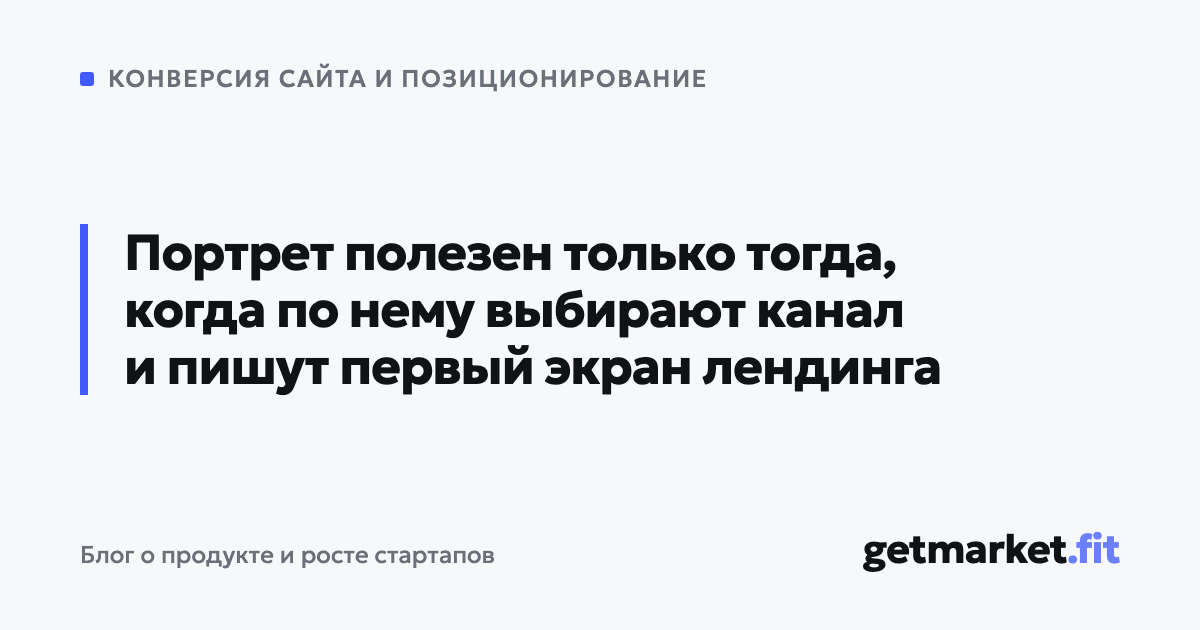 КОНВЕРСИЯ САЙТА И ПОЗИЦИОНИРОВАНИЕ
Портрет полезен только тогда,
когда по нему выбирают канал
и пишут первый экран лендинга
Блог о продукте и росте стартапов
getmarket.fit